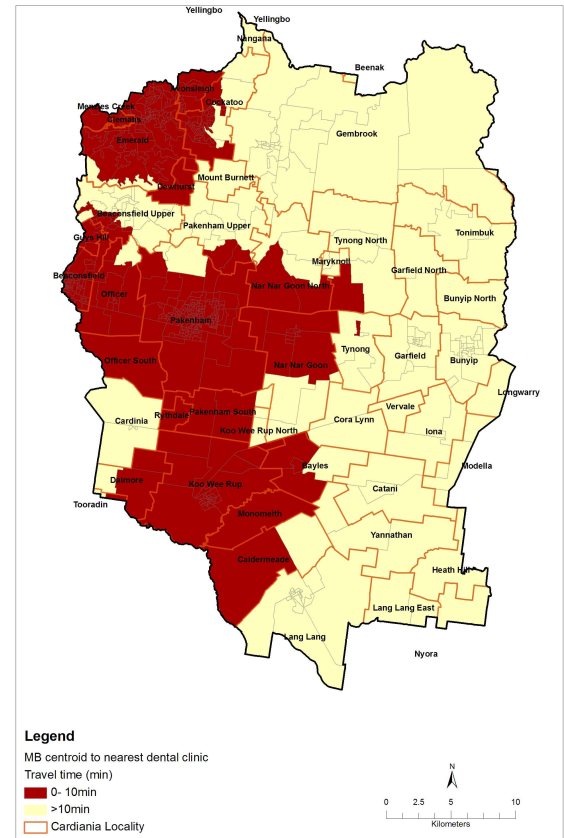 Yellingbo
Yellingbo
Nangana
Beenak
Avonsleigh
Menzies Creek
Cockatoo
Clematis
Emerald
Gembrook
Mount Burnett
Dewhurst
Beaconsfield Upper
Pakenham Upper
Tonimbuk
Guys Hill
Tynong North
Maryknoll
Garfield North
Beaconsfield
Officer
Nar Nar Goon North
Bunyip North
Pakenham
Tynong
Garfield
Bunyip
Officer South
Nar Nar Goon
Longwarry
Rythdale
Pakenham South
Vervale
Cardinia
Cora Lynn
Koo Wee Rup North
Iona
Bayles
Modella
Dalmore
Koo Wee Rup
Catani
Tooradin
Monomeith
Yannathan
Caldermeade
Heath Hill
Lang Lang East
Lang Lang
Nyora
Legend
MB centroid to nearest dental clinic
Travel time (min)
0- 10min
>10min
Cardiania Locality
N
0 2.5 5 10
Kilometers